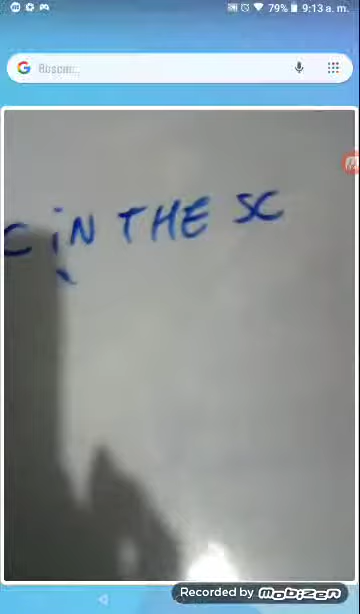 79% 9:13 a. m.
Buscar...
C iN THE SC
Recorded by mobizen